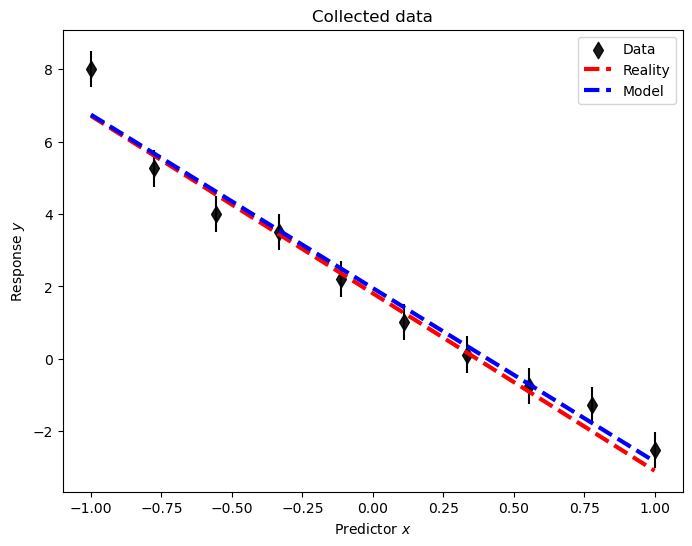 Collected data
Data
Reality
Model
Response y
8
6
4
2
0
−2
−1.00 −0.75 −0.50 −0.25 0.00 0.25 0.50 0.75 1.00
Predictor x